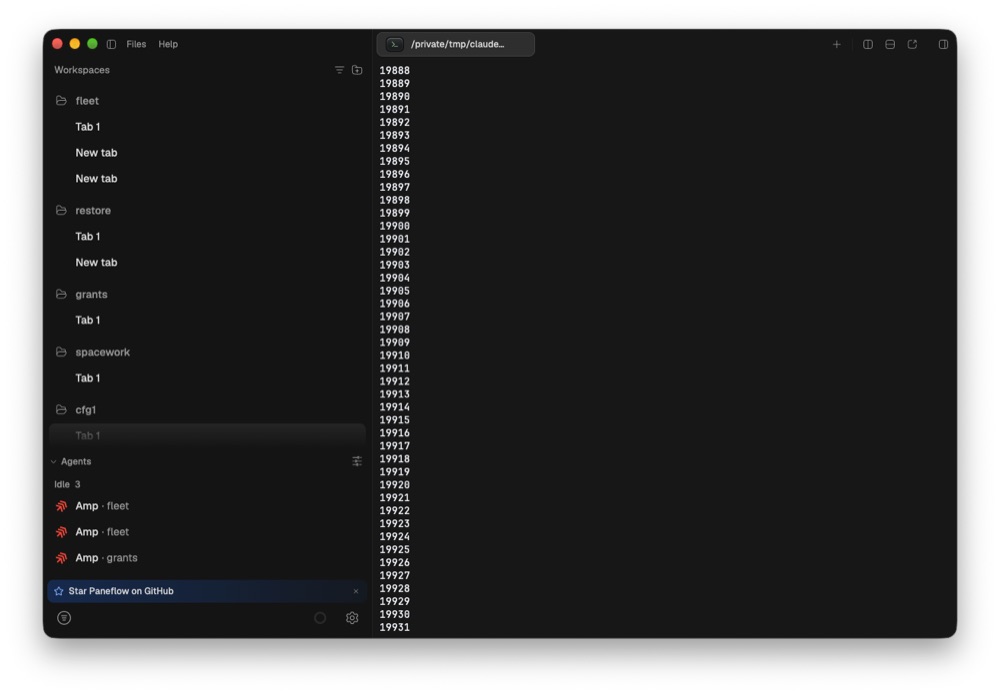 Files Help
Workspaces
fleet
Tab 1
New tab
New tab
restore
Tab 1
New tab
grants
Tab 1
spacework
Tab 1
cfg1
Tab 1
Agents
Idle 3
Amp · fleet
Amp · fleet
Amp · grants
Star Paneflow on GitHub
/private/tmp/claude…
19888
19889
19890
19891
19892
19893
19894
19895
19896
19897
19898
19899
19900
19901
19902
19903
19904
19905
19906
19907
19908
19909
19910
19911
19912
19913
19914
19915
19916
19917
19918
19919
19920
19921
19922
19923
19924
19925
19926
19927
19928
19929
19930
19931